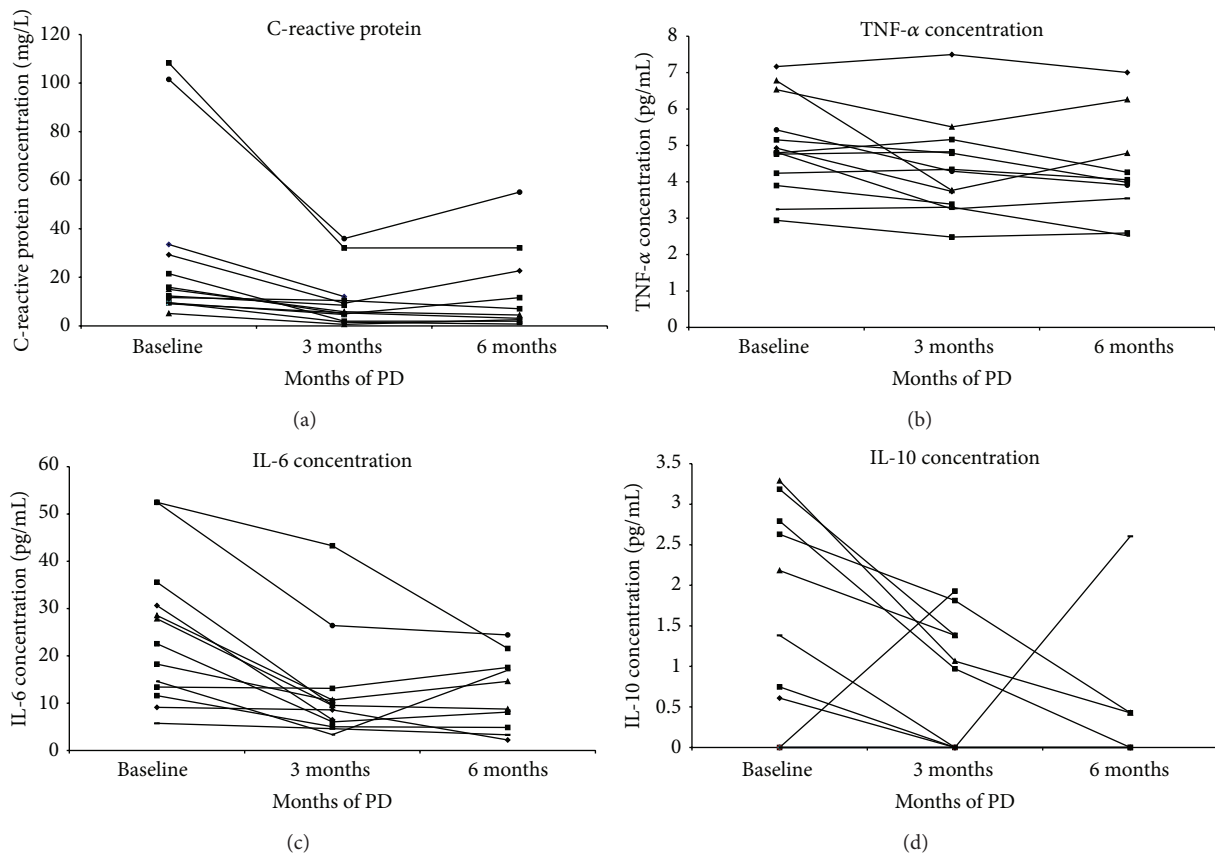 C-reactive protein
C-reactive protein concentration (mg/L)
120
100
80
60
40
20
0
Baseline
3 months
6 months
Months of PD
(a)
TNF-α concentration
TNF-α concentration (pg/mL)
8
7
6
5
4
3
2
1
0
Baseline
3 months
6 months
Months of PD
(b)
IL-6 concentration
IL-6 concentration (pg/mL)
60
50
40
30
20
10
0
Baseline
3 months
6 months
Months of PD
(c)
IL-10 concentration
IL-10 concentration (pg/mL)
3.5
3
2.5
2
1.5
1
0.5
0
Baseline
3 months
6 months
Months of PD
(d)